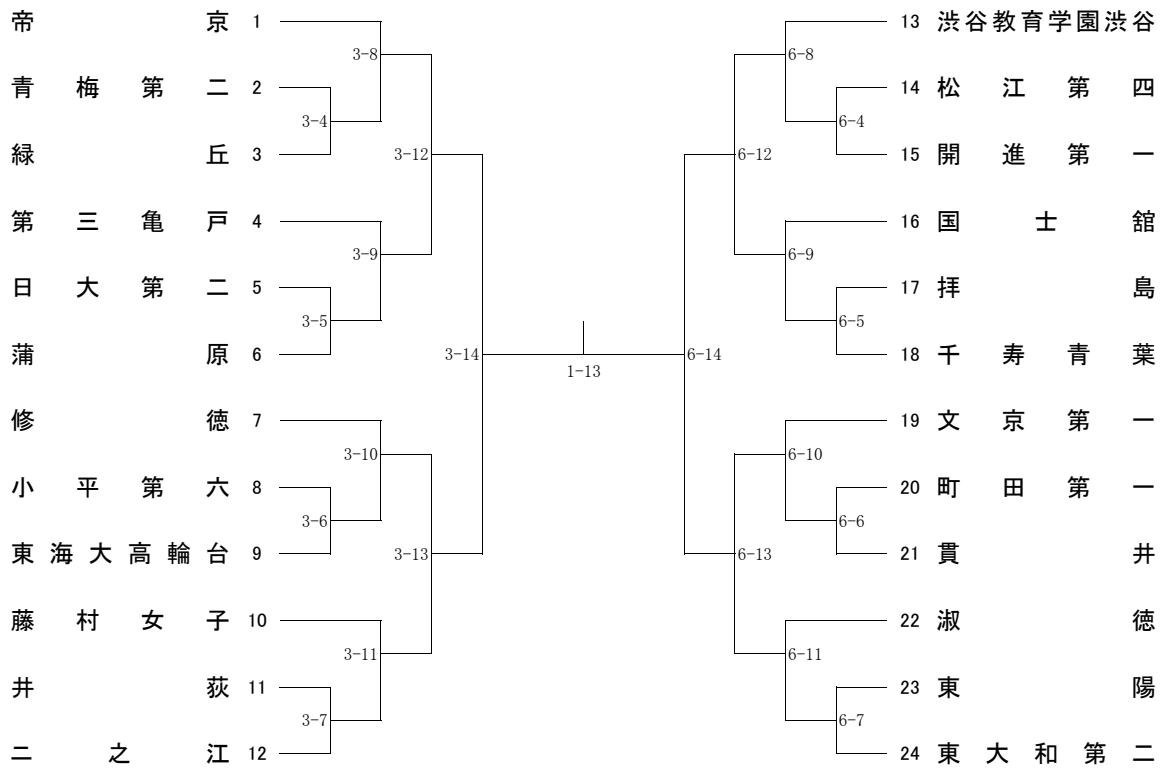 帝京 1
3-8
青梅第二 2
3-4
緑丘 3
3-12
第三亀戸 4
3-9
日大第二 5
3-5
蒲原 6
3-14
修徳 7
3-10
小平第六 8
3-6
東海大高輪台 9
3-13
藤村女子 10
3-11
井荻 11
3-7
二之江 12
1-13
13 渋谷教育学園渋谷
6-8
14 松江第四
6-4
15 開進第一
6-12
16 国士舘
6-9
17 拝島
6-5
18 千寿青葉
6-14
19 文京第一
6-10
20 町田第一
6-6
21 貫井
6-13
22 淑徳
6-11
23 東陽
6-7
24 東大和第二